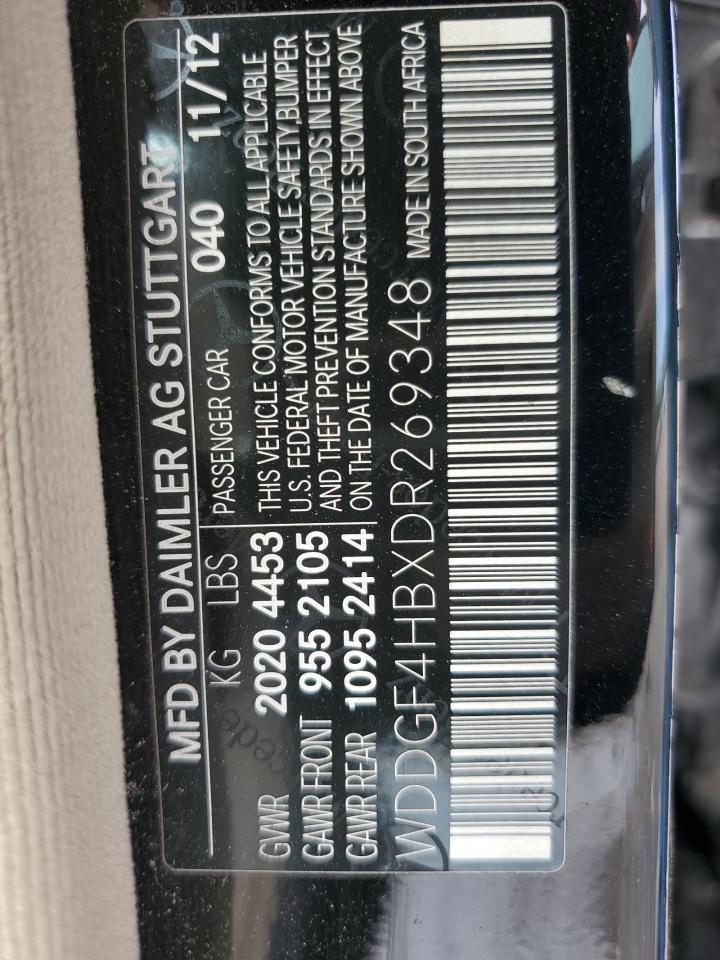 MFD BY DAIMLER AG STUTTGART
KG LBS PASSENGER CAR 040 11/12
GVWR 2020 4453 THIS VEHICLE CONFORMS TO ALL APPLICABLE
GAWR FRONT 955 2105 U.S. FEDERAL MOTOR VEHICLE SAFETY,BUMPER
AND THEFT PREVENTION STANDARDS IN EFFECT
GAWR REAR 1095 2414 ON THE DATE OF MANUFACTURE SHOWN ABOVE
WDDGF4HBXDR269348 MADE IN SOUTH AFRICA